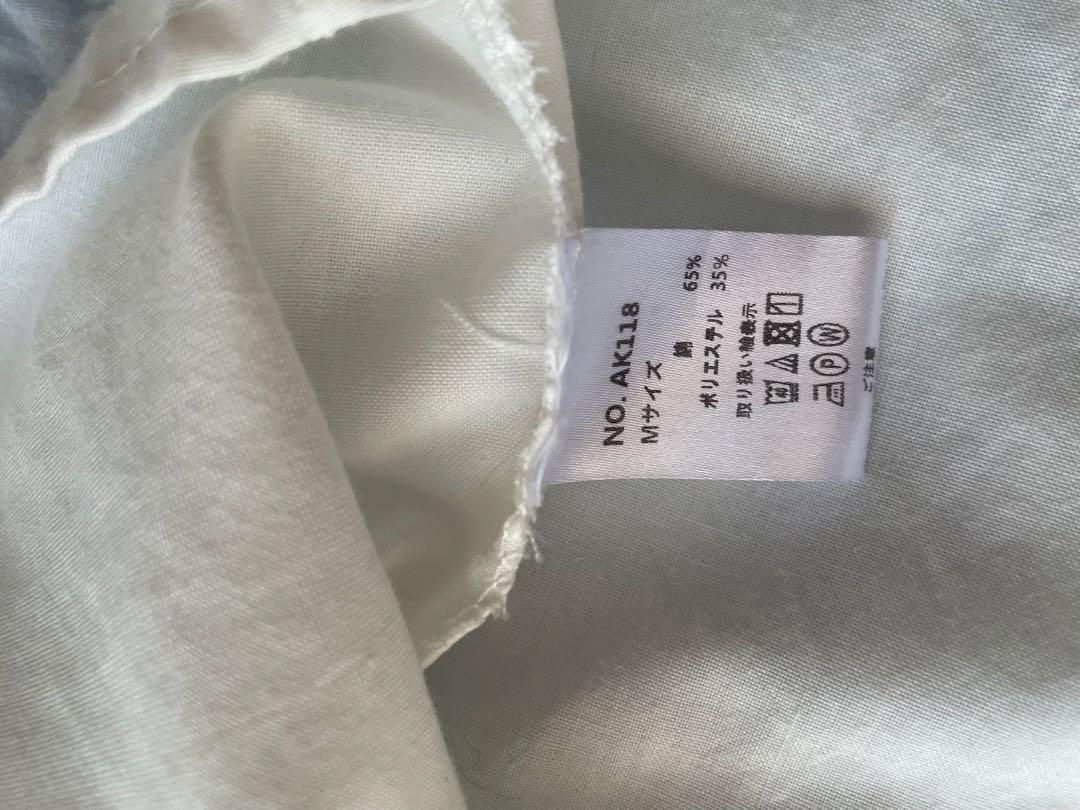 NO. AK118
Mサイズ
綿 65%
ポリエステル 35%
取り扱い絵表示
40
P W
ご注意